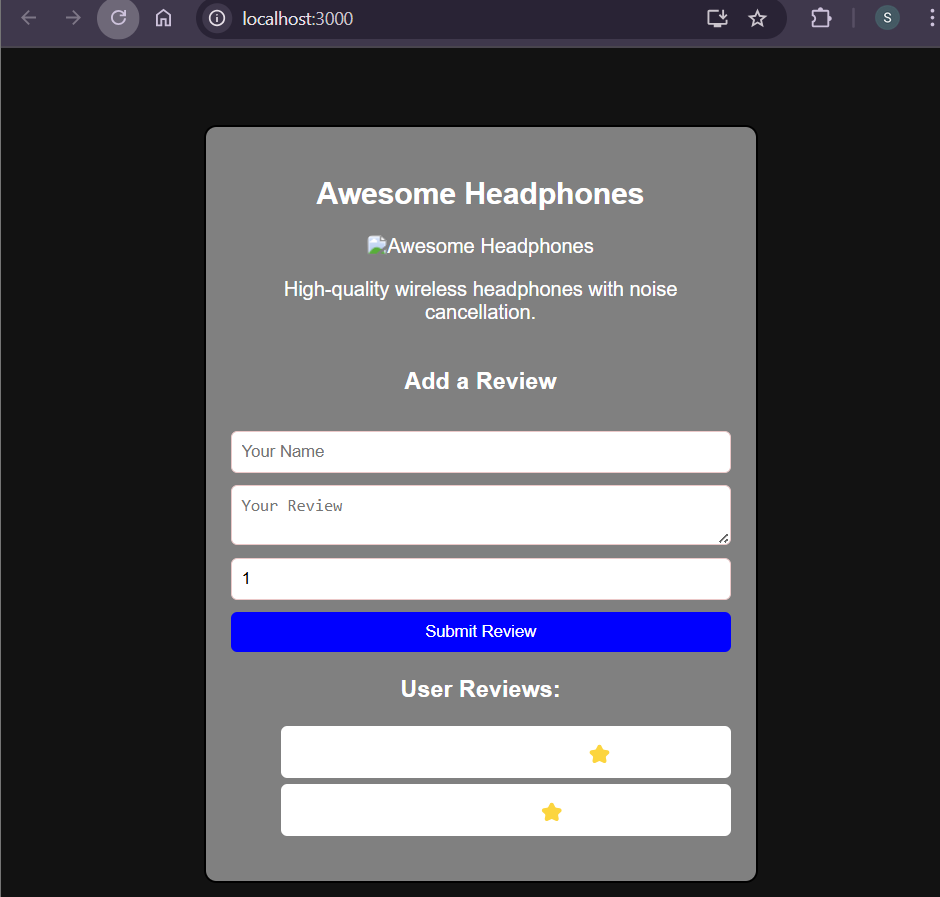 localhost:3000
S
Awesome Headphones
Awesome Headphones
High-quality wireless headphones with noise
cancellation.
Add a Review
Your Name
Your Review
1
Submit Review
User Reviews: